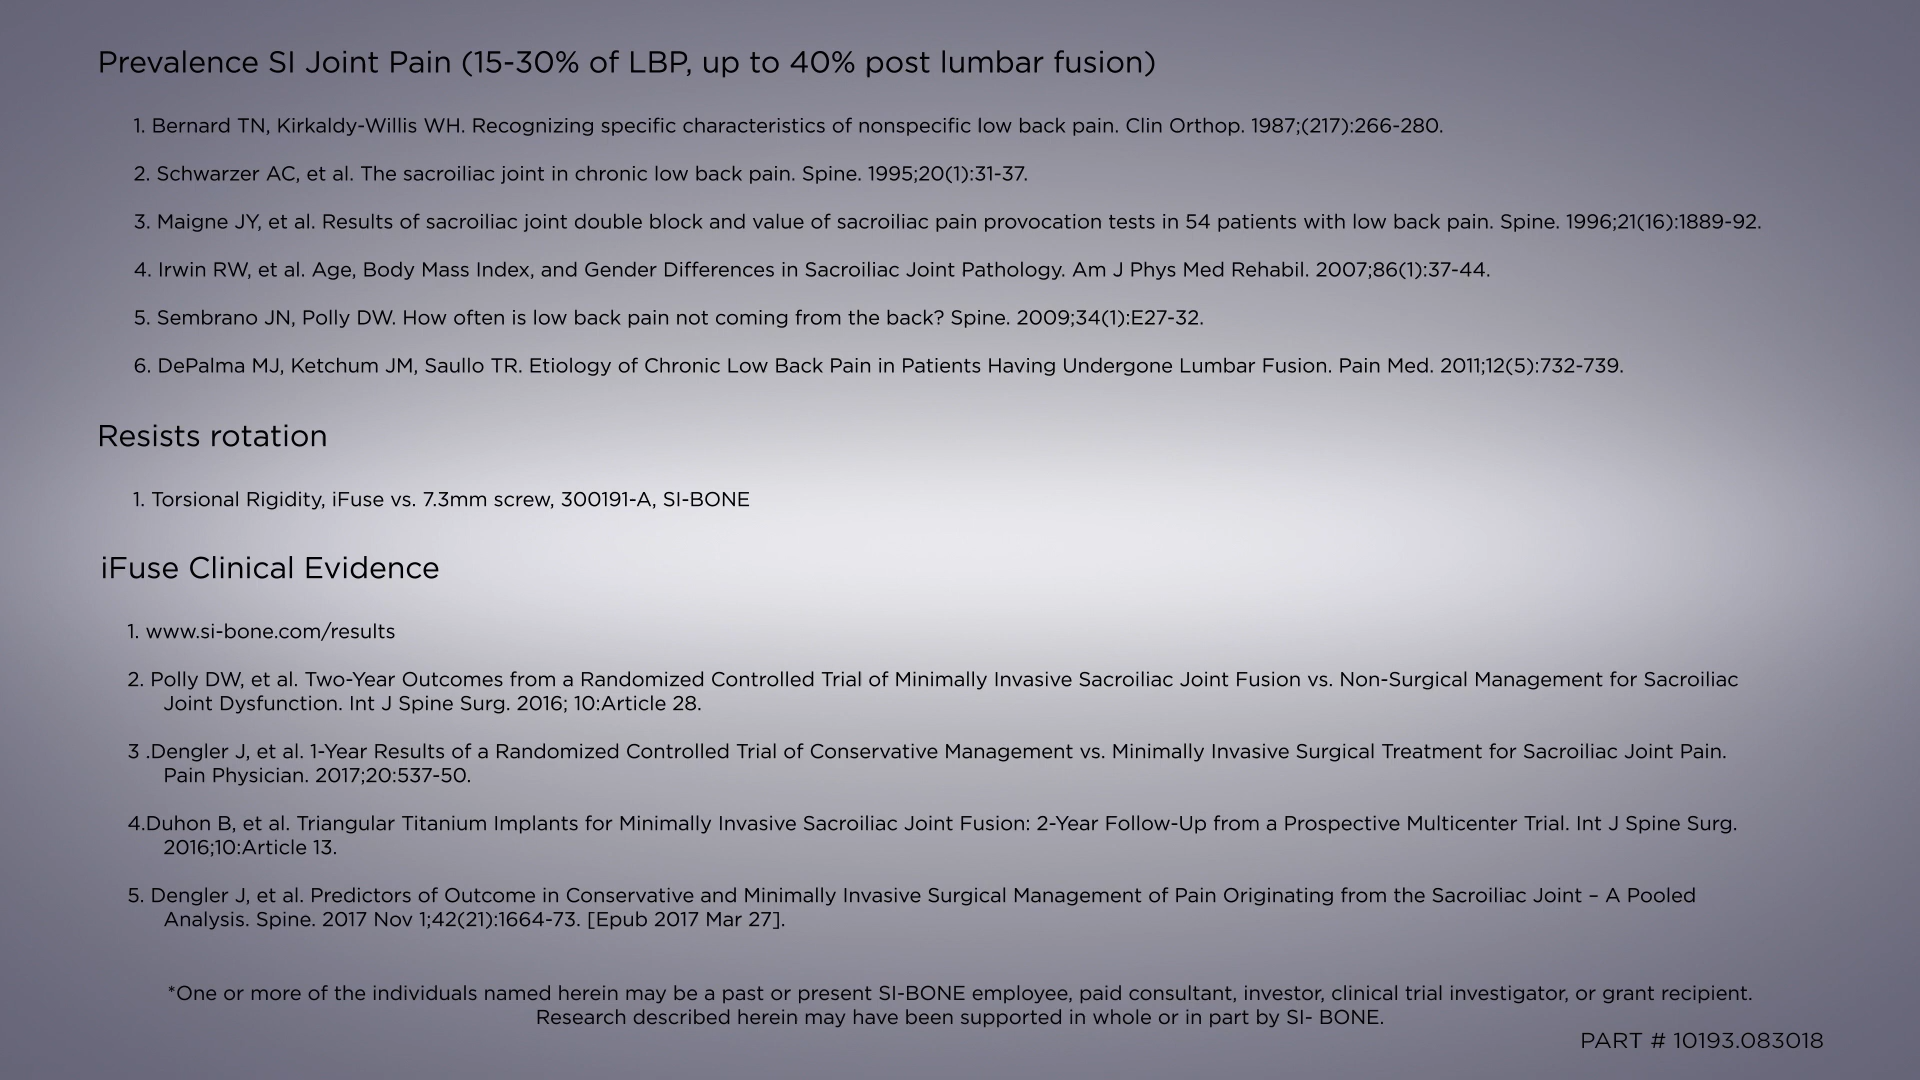 Prevalence SI Joint Pain (15-30% of LBP, up to 40% post lumbar fusion)
1. Bernard TN, Kirkaldy-Willis WH. Recognizing specific characteristics of nonspecific low back pain. Clin Orthop. 1987;(217):266-280.
2. Schwarzer AC, et al. The sacroiliac joint in chronic low back pain. Spine. 1995;20(1):31-37.
3. Maigne JY, et al. Results of sacroiliac joint double block and value of sacroiliac pain provocation tests in 54 patients with low back pain. Spine. 1996;21(16):1889-92.
4. Irwin RW, et al. Age, Body Mass Index, and Gender Differences in Sacroiliac Joint Pathology. Am J Phys Med Rehabil. 2007;86(1):37-44.
5. Sembrano JN, Polly DW. How often is low back pain not coming from the back? Spine. 2009;34(1):E27-32.
6. DePalma MJ, Ketchum JM, Saullo TR. Etiology of Chronic Low Back Pain in Patients Having Undergone Lumbar Fusion. Pain Med. 2011;12(5):732-739.
Resists rotation
1. Torsional Rigidity, iFuse vs. 7.3mm screw, 300191-A, SI-BONE
iFuse Clinical Evidence
1. www.si-bone.com/results
2. Polly DW, et al. Two-Year Outcomes from a Randomized Controlled Trial of Minimally Invasive Sacroiliac Joint Fusion vs. Non-Surgical Management for Sacroiliac
Joint Dysfunction. Int J Spine Surg. 2016; 10:Article 28.
3 .Dengler J, et al. 1-Year Results of a Randomized Controlled Trial of Conservative Management vs. Minimally Invasive Surgical Treatment for Sacroiliac Joint Pain.
Pain Physician. 2017;20:537-50.
4.Duhon B, et al. Triangular Titanium Implants for Minimally Invasive Sacroiliac Joint Fusion: 2-Year Follow-Up from a Prospective Multicenter Trial. Int J Spine Surg.
2016;10:Article 13.
5. Dengler J, et al. Predictors of Outcome in Conservative and Minimally Invasive Surgical Management of Pain Originating from the Sacroiliac Joint – A Pooled
Analysis. Spine. 2017 Nov 1;42(21):1664-73. [Epub 2017 Mar 27].
*One or more of the individuals named herein may be a past or present SI-BONE employee, paid consultant, investor, clinical trial investigator, or grant recipient.
Research described herein may have been supported in whole or in part by SI- BONE.
PART # 10193.083018